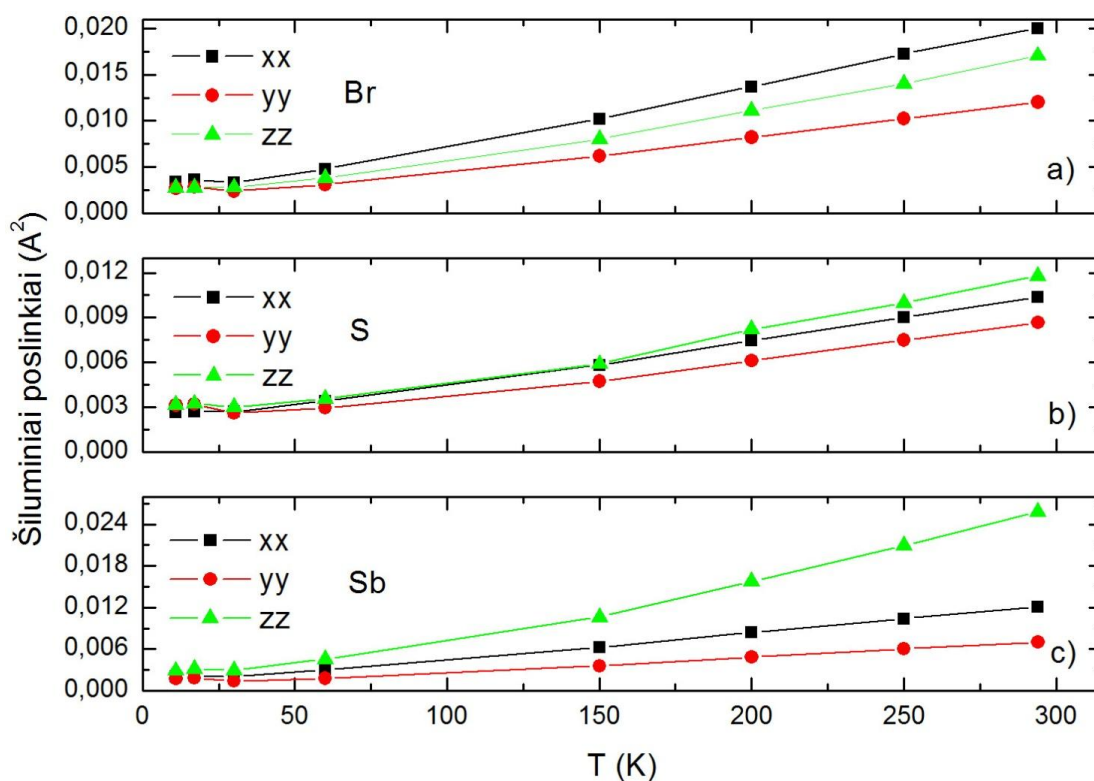 Šiluminiai poslinkiai (A²)
0,020
0,015
0,010
0,005
0,000
xx
yy
zz
Br
a)
0,012
0,009
0,006
0,003
0,000
xx
yy
zz
S
b)
0,024
0,018
0,012
0,006
0,000
xx
yy
zz
Sb
c)
0 50 100 150 200 250 300
T (K)